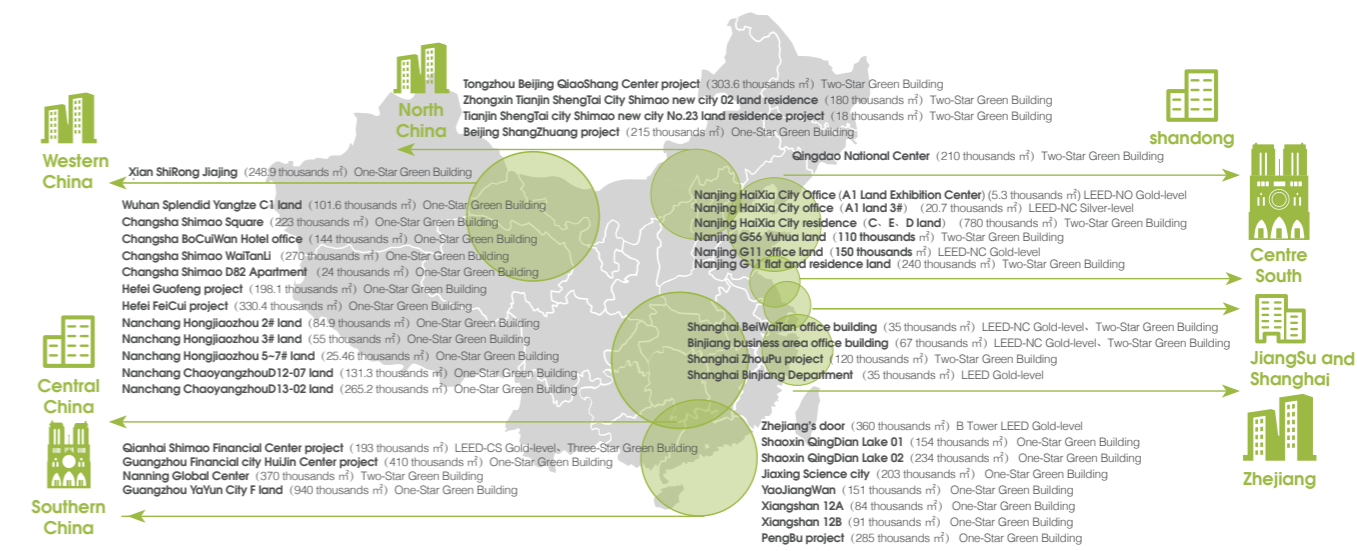 North
China
Tongzhou Beijing QiaoShang Center project (303.6 thousands ㎡) Two-Star Green Building
Zhongxin Tianjin ShengTai City Shimao new city 02 land residence (180 thousands ㎡) Two-Star Green Building
Tianjin ShengTai city Shimao new city No.23 land residence project (18 thousands ㎡) Two-Star Green Building
Beijing ShangZhuang project (215 thousands ㎡) One-Star Green Building
shandong
Qingdao National Center (210 thousands ㎡) Two-Star Green Building
Western
China
Xian ShiRong Jiajing (248.9 thousands ㎡) One-Star Green Building
Wuhan Splendid Yangtze C1 land (101.6 thousands ㎡) One-Star Green Building
Changsha Shimao Square (223 thousands ㎡) One-Star Green Building
Changsha BoCuiWan Hotel office (144 thousands ㎡) One-Star Green Building
Changsha Shimao WaiTanLi (270 thousands ㎡) One-Star Green Building
Changsha Shimao D82 Apartment (24 thousands ㎡) One-Star Green Building
Hefei Guofeng project (198.1 thousands ㎡) One-Star Green Building
Hefei FeiCui project (330.4 thousands ㎡) One-Star Green Building
Nanchang Hongjiaozhou 2# land (84.9 thousands ㎡) One-Star Green Building
Nanchang Hongjiaozhou 3# land (55 thousands ㎡) One-Star Green Building
Nanchang Hongjiaozhou 5~7# land (25.46 thousands ㎡) One-Star Green Building
Nanchang ChaoyangzhouD12-07 land (131.3 thousands ㎡) One-Star Green Building
Nanchang ChaoyangzhouD13-02 land (265.2 thousands ㎡) One-Star Green Building
Central
China
Nanjing HaiXia City Office (A1 Land Exhibition Center) (5.3 thousands ㎡) LEED-NO Gold-level
Nanjing HaiXia City office (A1 land 3#) (20.7 thousands ㎡) LEED-NC Silver-level
Nanjing HaiXia City residence (C、E、D land) (780 thousands ㎡) Two-Star Green Building
Nanjing G56 Yuhua land (110 thousands ㎡) Two-Star Green Building
Nanjing G11 office land (150 thousands ㎡) LEED-NC Gold-level
Nanjing G11 flat and residence land (240 thousands ㎡) Two-Star Green Building
Centre
South
Shanghai BeiWaiTan office building (35 thousands ㎡) LEED-NC Gold-level、Two-Star Green Building
Binjiang business area office building (67 thousands ㎡) LEED-NC Gold-level、Two-Star Green Building
Shanghai ZhouPu project (120 thousands ㎡) Two-Star Green Building
Shanghai Binjiang Department (35 thousands ㎡) LEED Gold-level
JiangSu and
Shanghai
Qianhai Shimao Financial Center project (193 thousands ㎡) LEED-CS Gold-level、Three-Star Green Building
Guangzhou Financial city HuiJin Center project (410 thousands ㎡) One-Star Green Building
Nanning Global Center (370 thousands ㎡) Two-Star Green Building
Guangzhou YaYun City F land (940 thousands ㎡) One-Star Green Building
Southern
China
Zhejiang's door (360 thousands ㎡) B Tower LEED Gold-level
Shaoxin QingDian Lake 01 (154 thousands ㎡) One-Star Green Building
Shaoxin QingDian Lake 02 (234 thousands ㎡) One-Star Green Building
Jiaxing Science city (203 thousands ㎡) One-Star Green Building
YaoJiangWan (151 thousands ㎡) One-Star Green Building
Xiangshan 12A (84 thousands ㎡) One-Star Green Building
Xiangshan 12B (91 thousands ㎡) One-Star Green Building
PengBu project (285 thousands ㎡) One-Star Green Building
Zhejiang